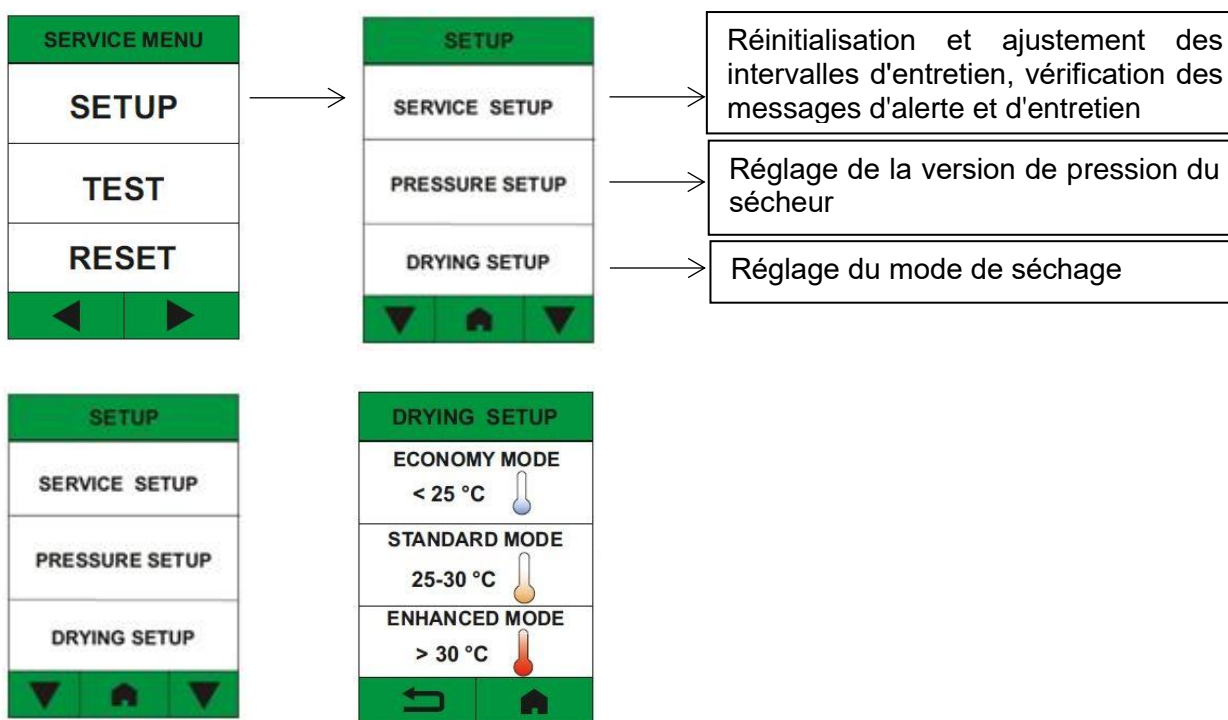 SERVICE MENU
SETUP
TEST
RESET
SETUP
SERVICE SETUP
PRESSURE SETUP
DRYING SETUP
Réinitialisation et ajustement des
intervalles d'entretien, vérification des
messages d'alerte et d'entretien
Réglage de la version de pression du
sécheur
Réglage du mode de séchage
SETUP
SERVICE SETUP
PRESSURE SETUP
DRYING SETUP
DRYING SETUP
ECONOMY MODE
< 25 °C
STANDARD MODE
25-30 °C
ENHANCED MODE
> 30 °C